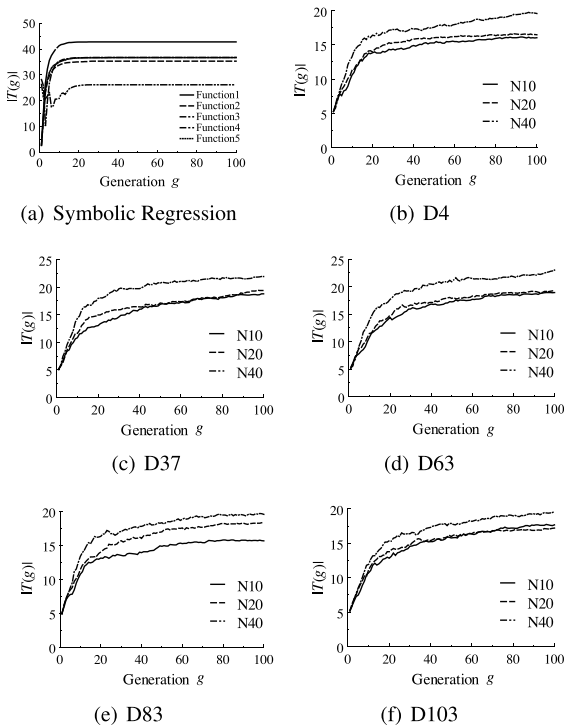 50
40
30
20
10
0
|T(g)|
Function1
Function2
Function3
Function4
Function5
0 20 40 60 80 100
Generation g
(a) Symbolic Regression
20
15
10
5
0
|T(g)|
N10
N20
N40
0 20 40 60 80 100
Generation g
(b) D4
25
20
15
10
5
0
|T(g)|
N10
N20
N40
0 20 40 60 80 100
Generation g
(c) D37
25
20
15
10
5
0
|T(g)|
N10
N20
N40
0 20 40 60 80 100
Generation g
(d) D63
20
15
10
5
0
|T(g)|
N10
N20
N40
0 20 40 60 80 100
Generation g
(e) D83
20
15
10
5
0
|T(g)|
N10
N20
N40
0 20 40 60 80 100
Generation g
(f) D103